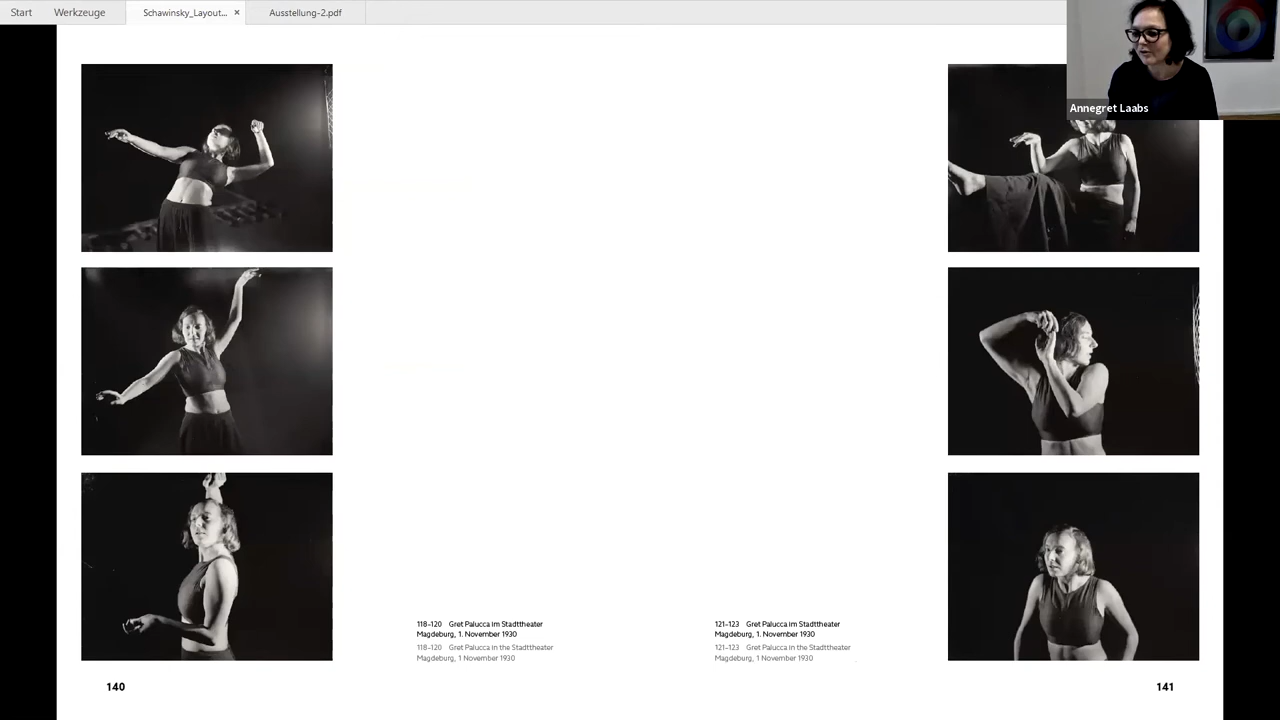 Start
Werkzeuge
Schawinsky_Layout... ×
Ausstellung-2.pdf
Annegret Laabs
118–120 Gret Palucca im Stadttheater
Magdeburg, 1. November 1930
118–120 Gret Palucca in the Stadttheater
Magdeburg, 1 November 1930
121–123 Gret Palucca im Stadttheater
Magdeburg, 1. November 1930
121–123 Gret Palucca in the Stadttheater
Magdeburg, 1 November 1930
140
141